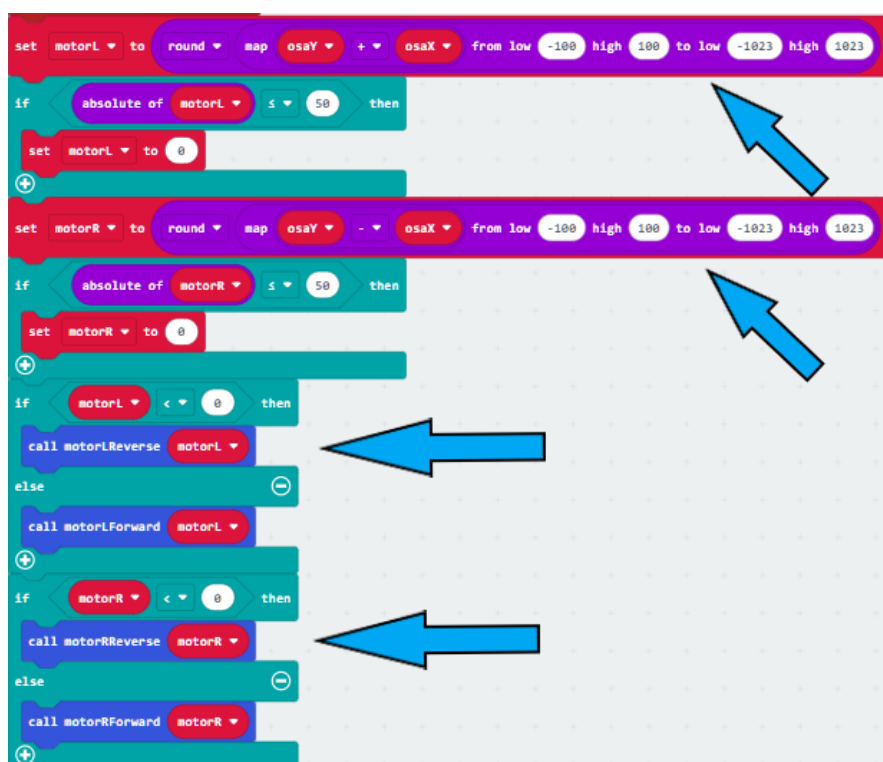 set motorL to round map osaY + osaX from low -100 high 100 to low -1023 high 1023
if absolute of motorL ≤ 50 then
set motorL to 0
set motorR to round map osaY - osaX from low -100 high 100 to low -1023 high 1023
if absolute of motorR ≤ 50 then
set motorR to 0
if motorL < 0 then
call motorLReverse motorL
else
call motorLForward motorL
if motorR < 0 then
call motorRReverse motorR
else
call motorRForward motorR